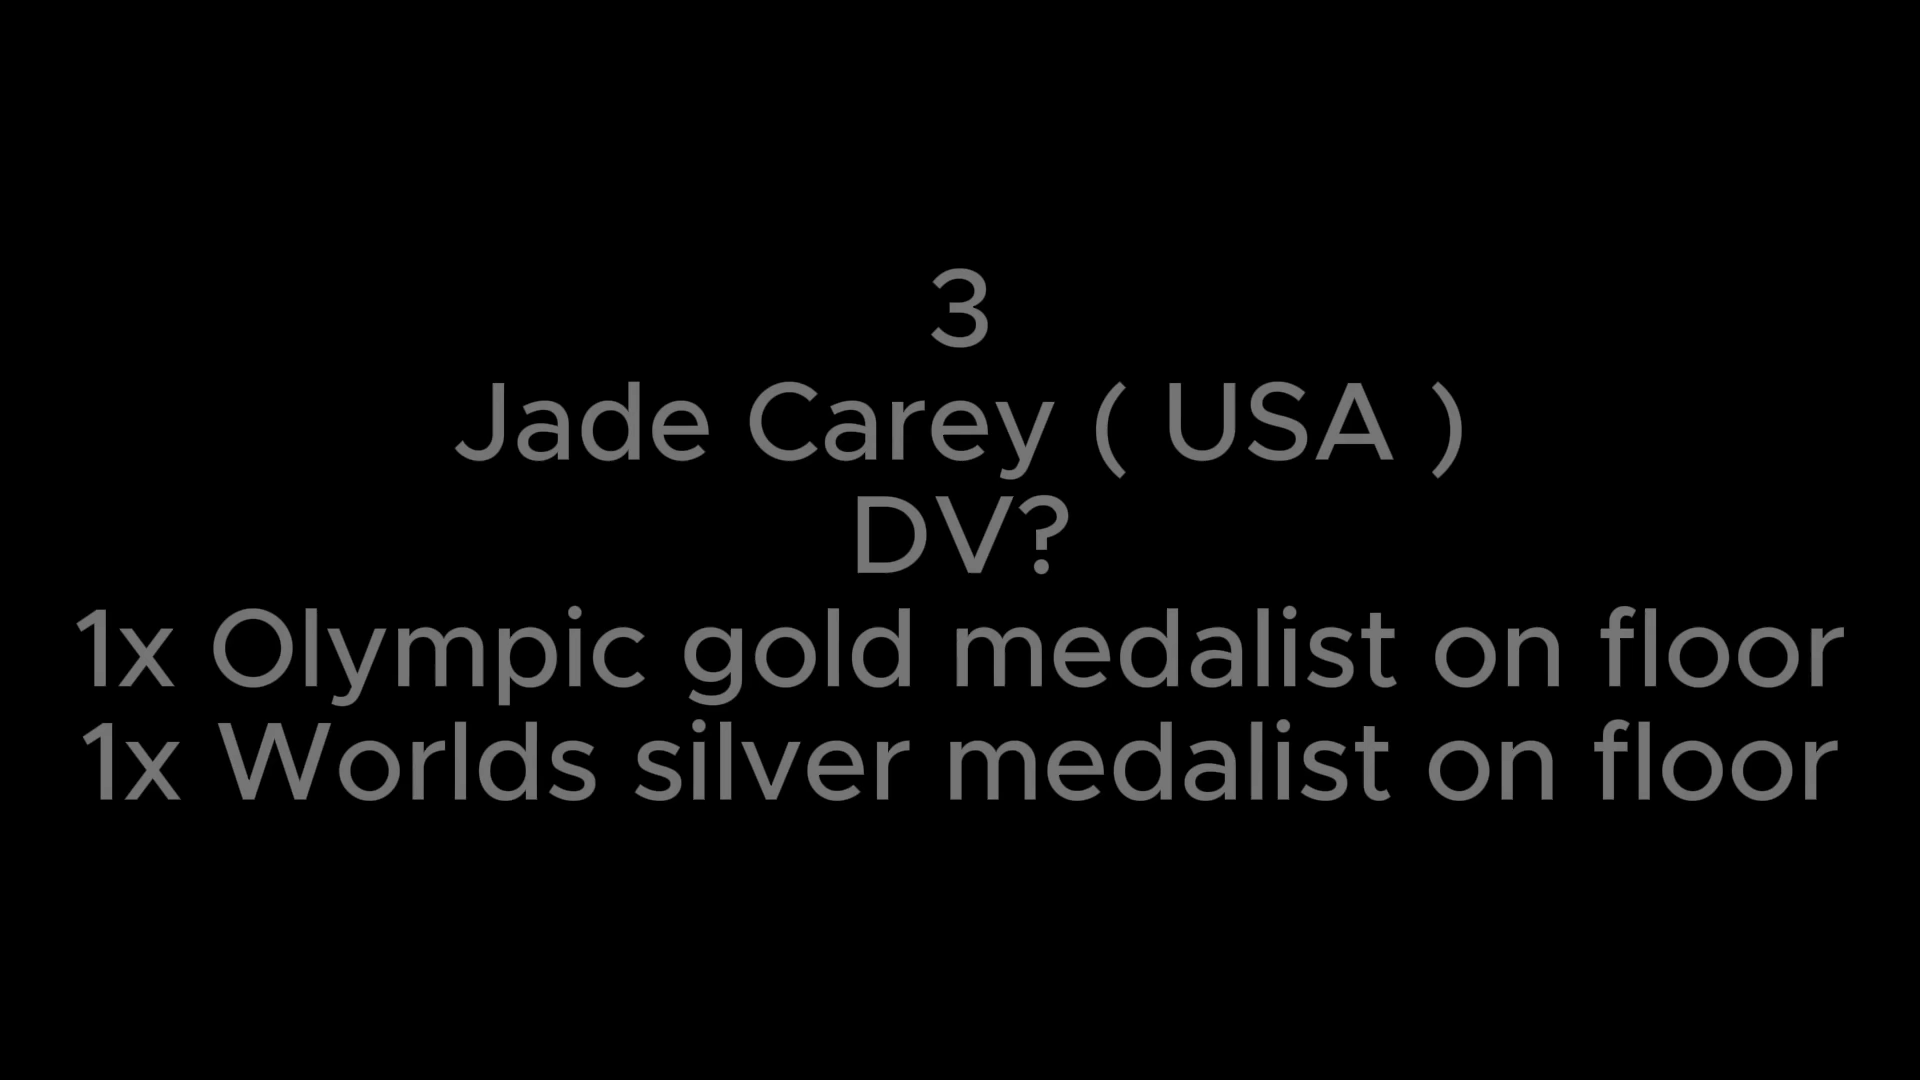 3
Jade Carey ( USA )
DV?
1x Olympic gold medalist on floor
1x Worlds silver medalist on floor